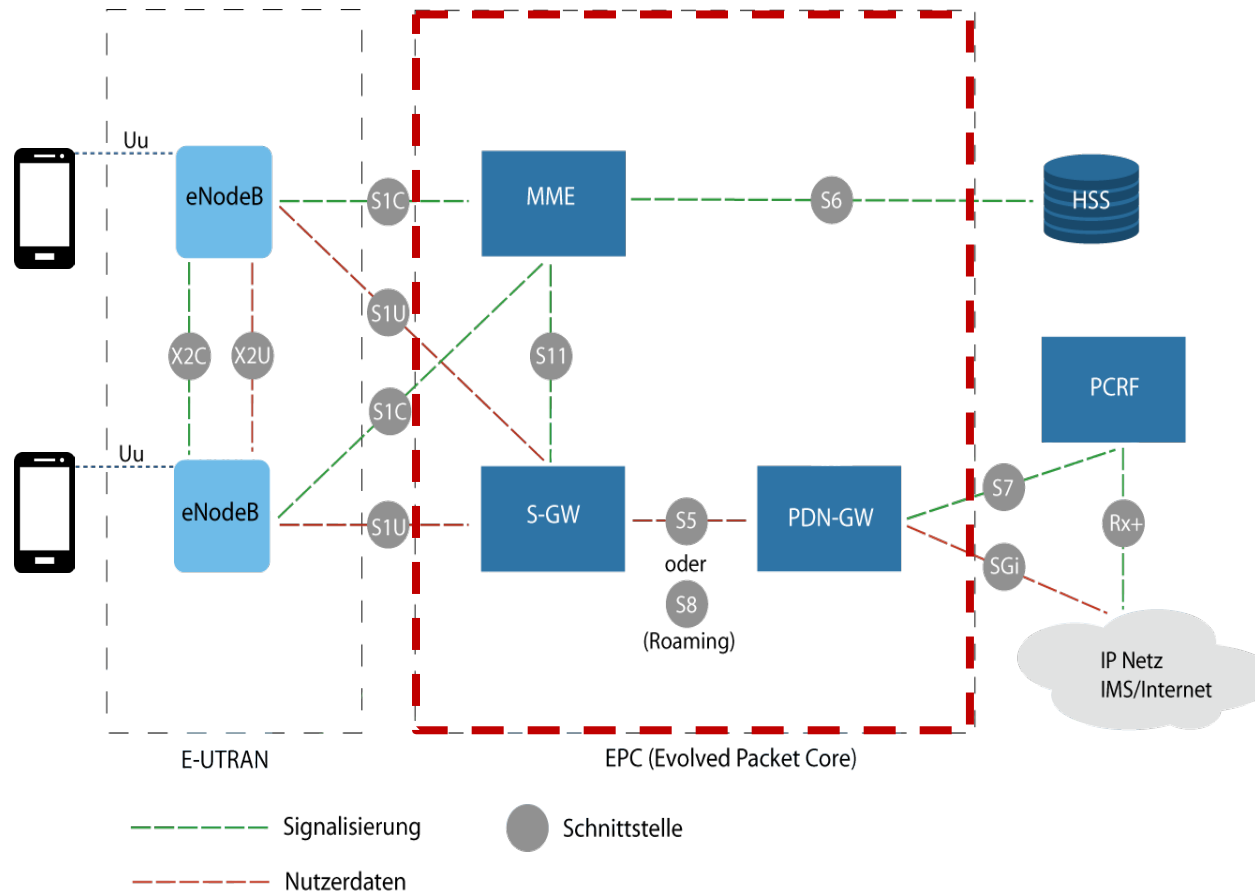 Uu
eNodeB
S1C
MME
S6
HSS
S1U
X2C
X2U
S11
PCRF
S1C
Uu
eNodeB
S1U
S-GW
S5
oder
S8
(Roaming)
PDN-GW
S7
Rx+
SGi
IP Netz
IMS/Internet
E-UTRAN
EPC (Evolved Packet Core)
Signalisierung
Schnittstelle
Nutzerdaten